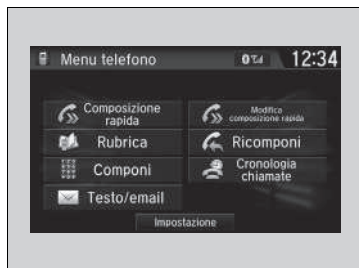 Menu telefono 12:34
Composizione
rapida
Modifica
composizione rapida
Rubrica
Ricomponi
Componi
Cronologia
chiamate
Testo/email
Impostazione